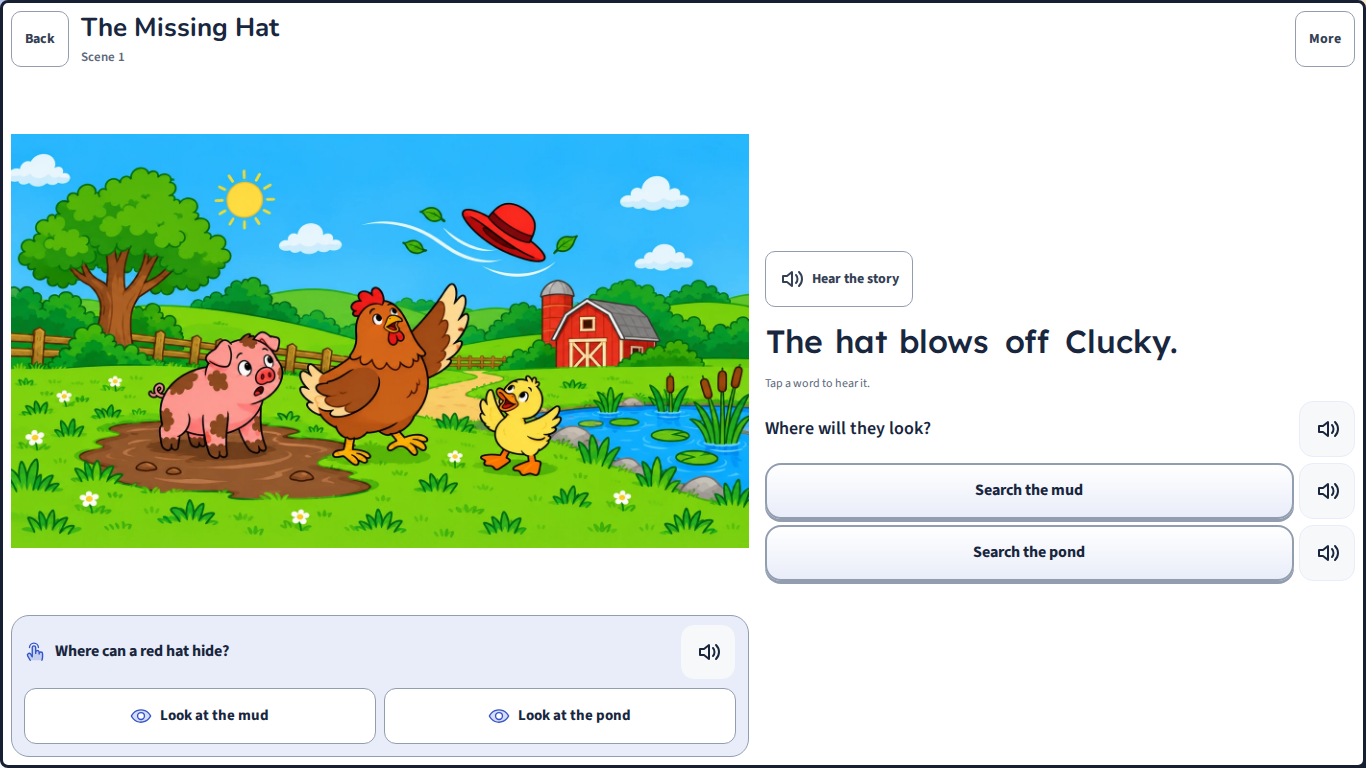 Back
The Missing Hat
Scene 1
More
Hear the story
The hat blows off Clucky.
Tap a word to hear it.
Where will they look?
Search the mud
Search the pond
Where can a red hat hide?
Look at the mud
Look at the pond